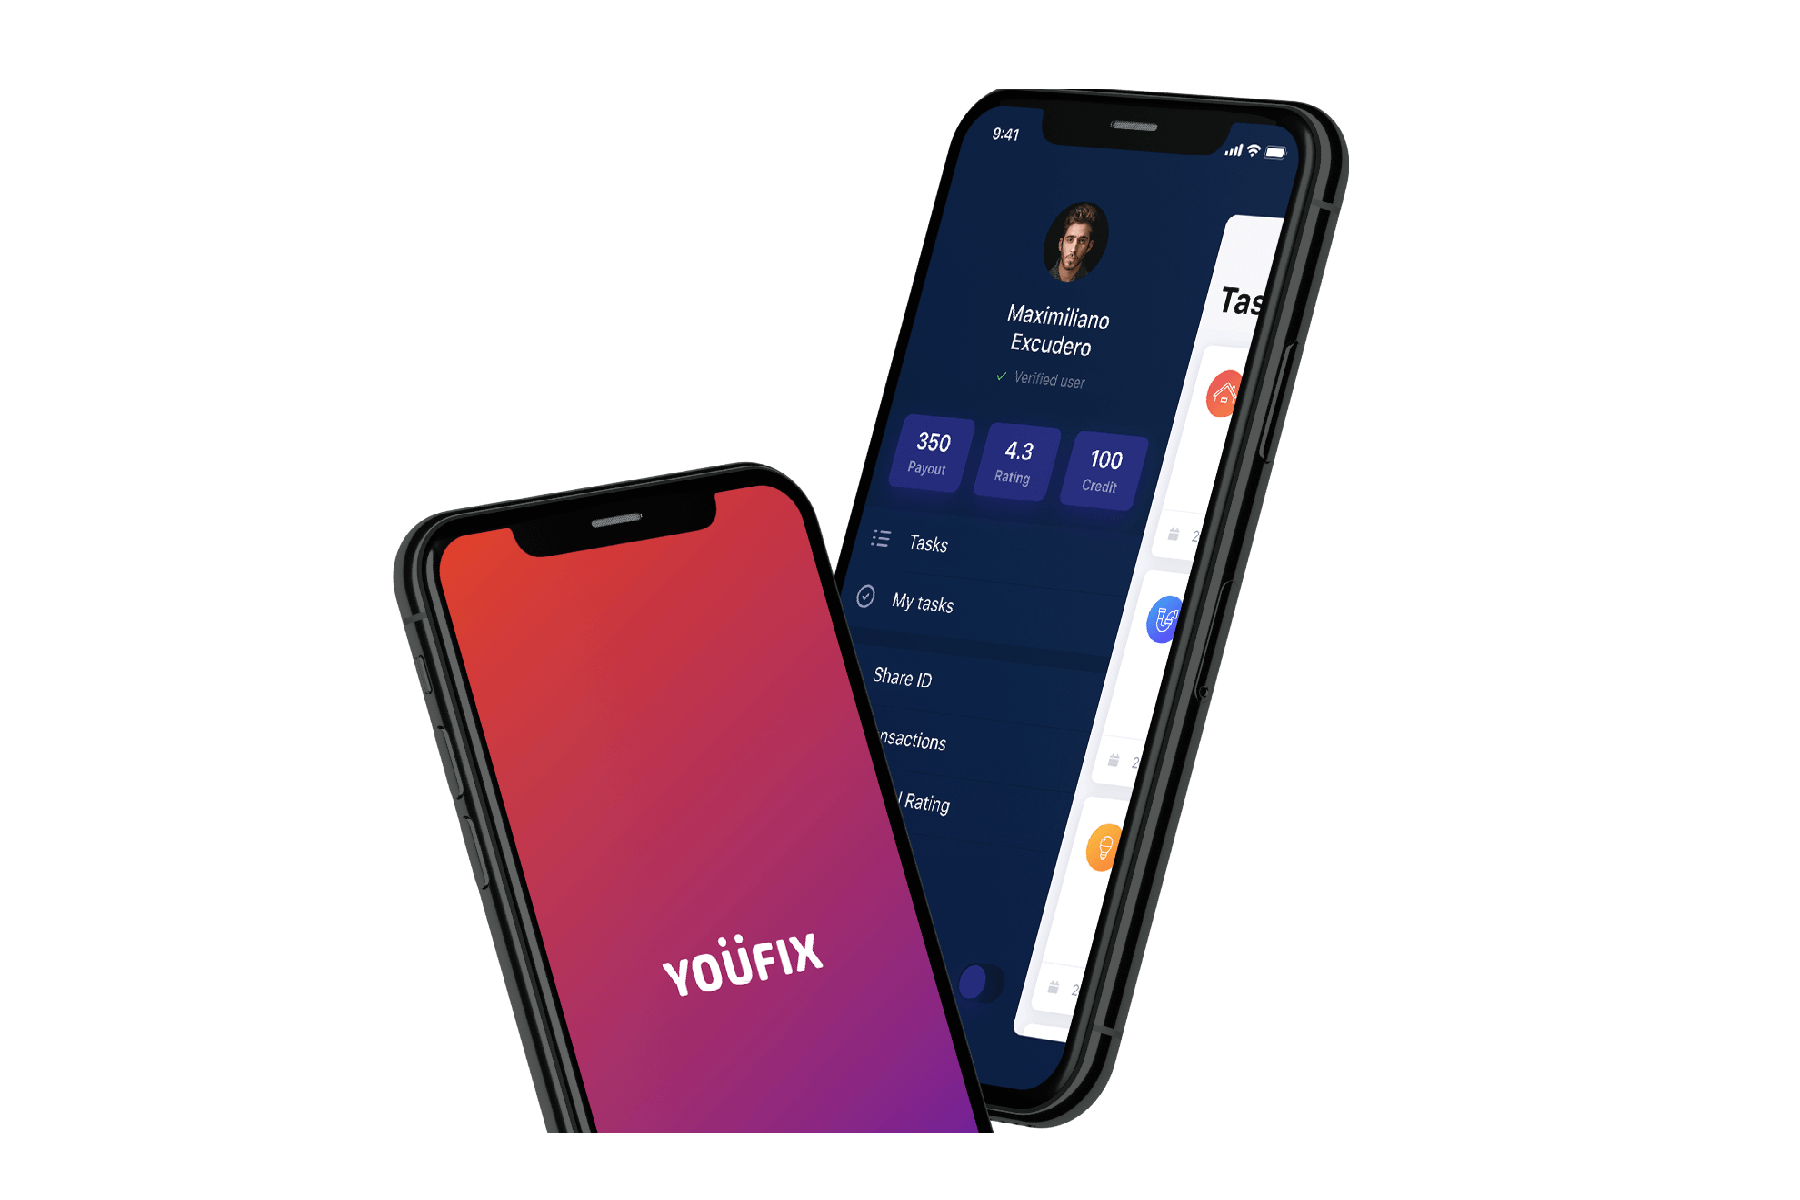 9:41
Maximiliano
Excudero
Verified user
350
Payout
4.3
Rating
100
Credit
Tasks
My tasks
Share ID
nsactions
l Rating
Tas
2
2
2
YOÜFIX